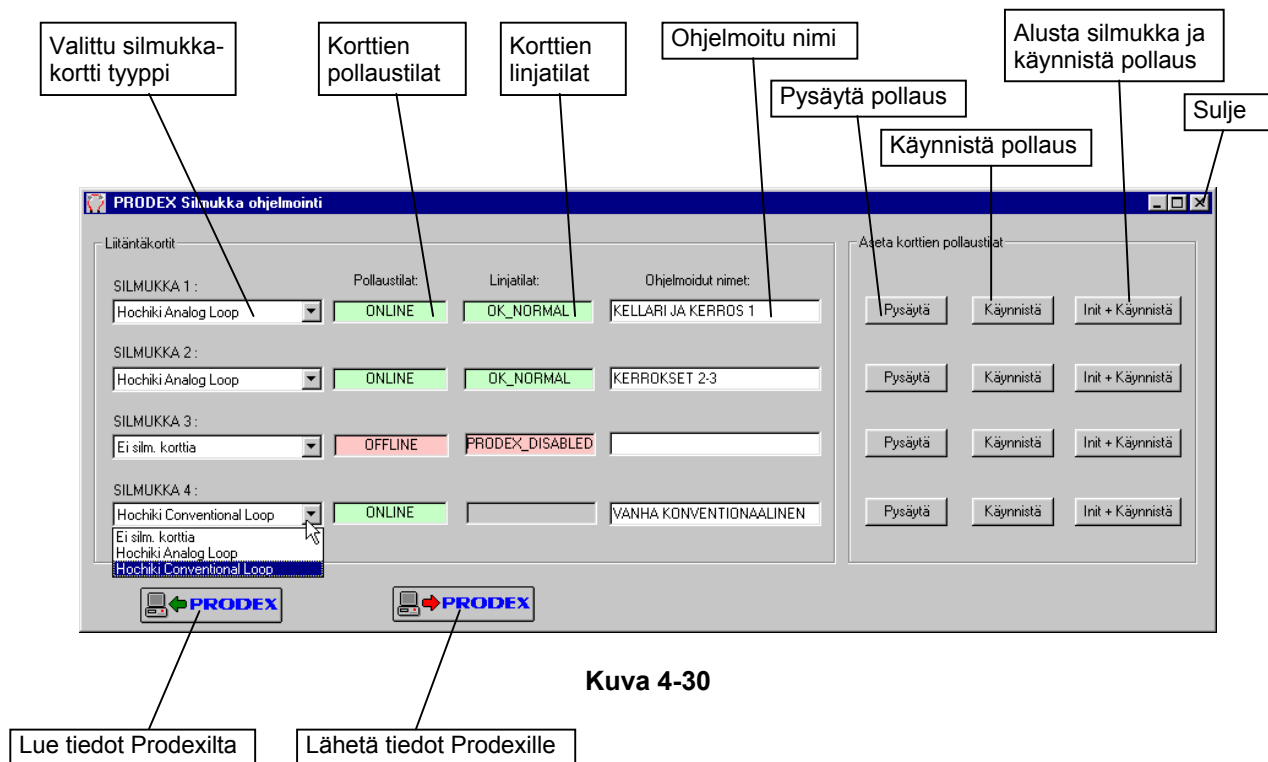 Valittu silmukka-
kortti tyyppi
Korttien
pollaustilat
Korttien
linjatilat
Ohjelmoitu nimi
Alusta silmukka ja
käynnistä pollaus
Pysäytä pollaus
Käynnistä pollaus
Sulje
PRODEX Silmukka ohjelmointi
Liitäntäkortit
Aseta korttien pollaustilat
Pollaustilat:
Linjatilat:
Ohjelmoidut nimet:
SILMUKKA 1 :
Hochiki Analog Loop
ONLINE
OK_NORMAL
KELLARI JA KERROS 1
Pysäytä
Käynnistä
Init + Käynnistä
SILMUKKA 2 :
Hochiki Analog Loop
ONLINE
OK_NORMAL
KERROKSET 2-3
Pysäytä
Käynnistä
Init + Käynnistä
SILMUKKA 3 :
Ei silm. korttia
OFFLINE
PRODEX_DISABLED
Pysäytä
Käynnistä
Init + Käynnistä
SILMUKKA 4 :
Hochiki Conventional Loop
ONLINE
VANHA KONVENTIONAALINEN
Pysäytä
Käynnistä
Init + Käynnistä
Ei silm. korttia
Hochiki Analog Loop
Hochiki Conventional Loop
PRODEX
PRODEX
Kuva 4-30
Lue tiedot Prodexilta
Lähetä tiedot Prodexille